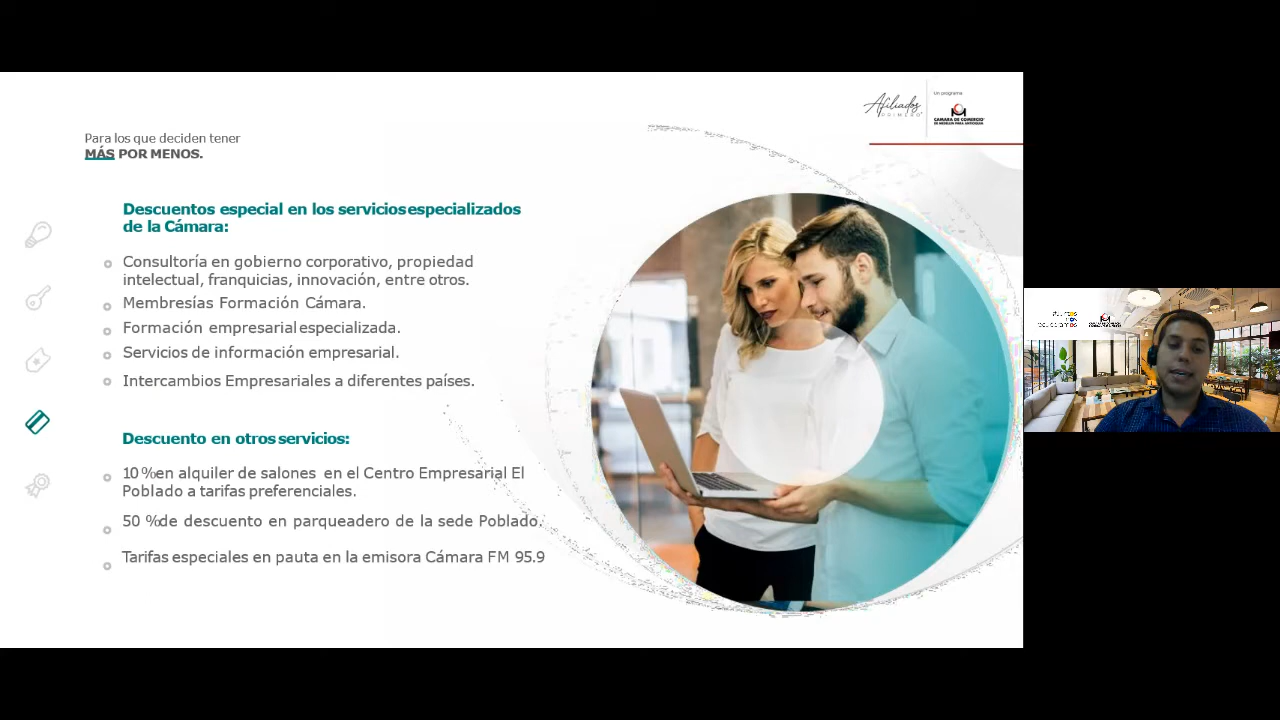 Afiliados
PRIMERO
Un programa
CÁMARA DE COMERCIO
DE MEDELLÍN PARA ANTIOQUIA
Para los que deciden tener
MÁS POR MENOS.
Descuentos especial en los servicios especializados
de la Cámara:
Consultoría en gobierno corporativo, propiedad
intelectual, franquicias, innovación, entre otros.
Membresías Formación Cámara.
Formación empresarial especializada.
Servicios de información empresarial.
Intercambios Empresariales a diferentes países.
Descuento en otros servicios:
10 % en alquiler de salones en el Centro Empresarial El
Poblado a tarifas preferenciales.
50 % de descuento en parqueadero de la sede Poblado.
Tarifas especiales en pauta en la emisora Cámara FM 95.9